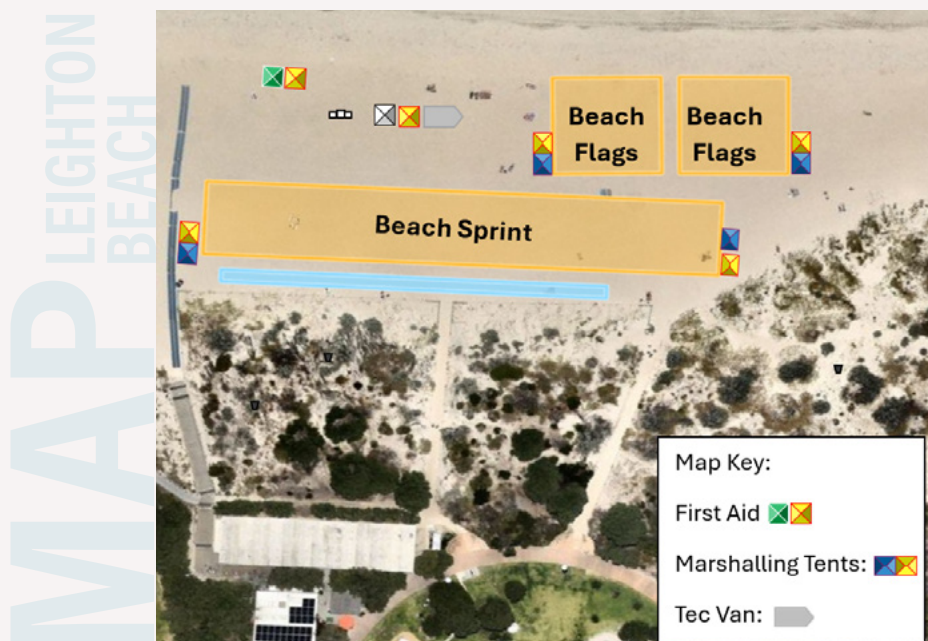 MAP
LEIGHTON
BEACH
Beach
Flags
Beach
Flags
Beach Sprint
Map Key:
First Aid
Marshalling Tents:
Tec Van: